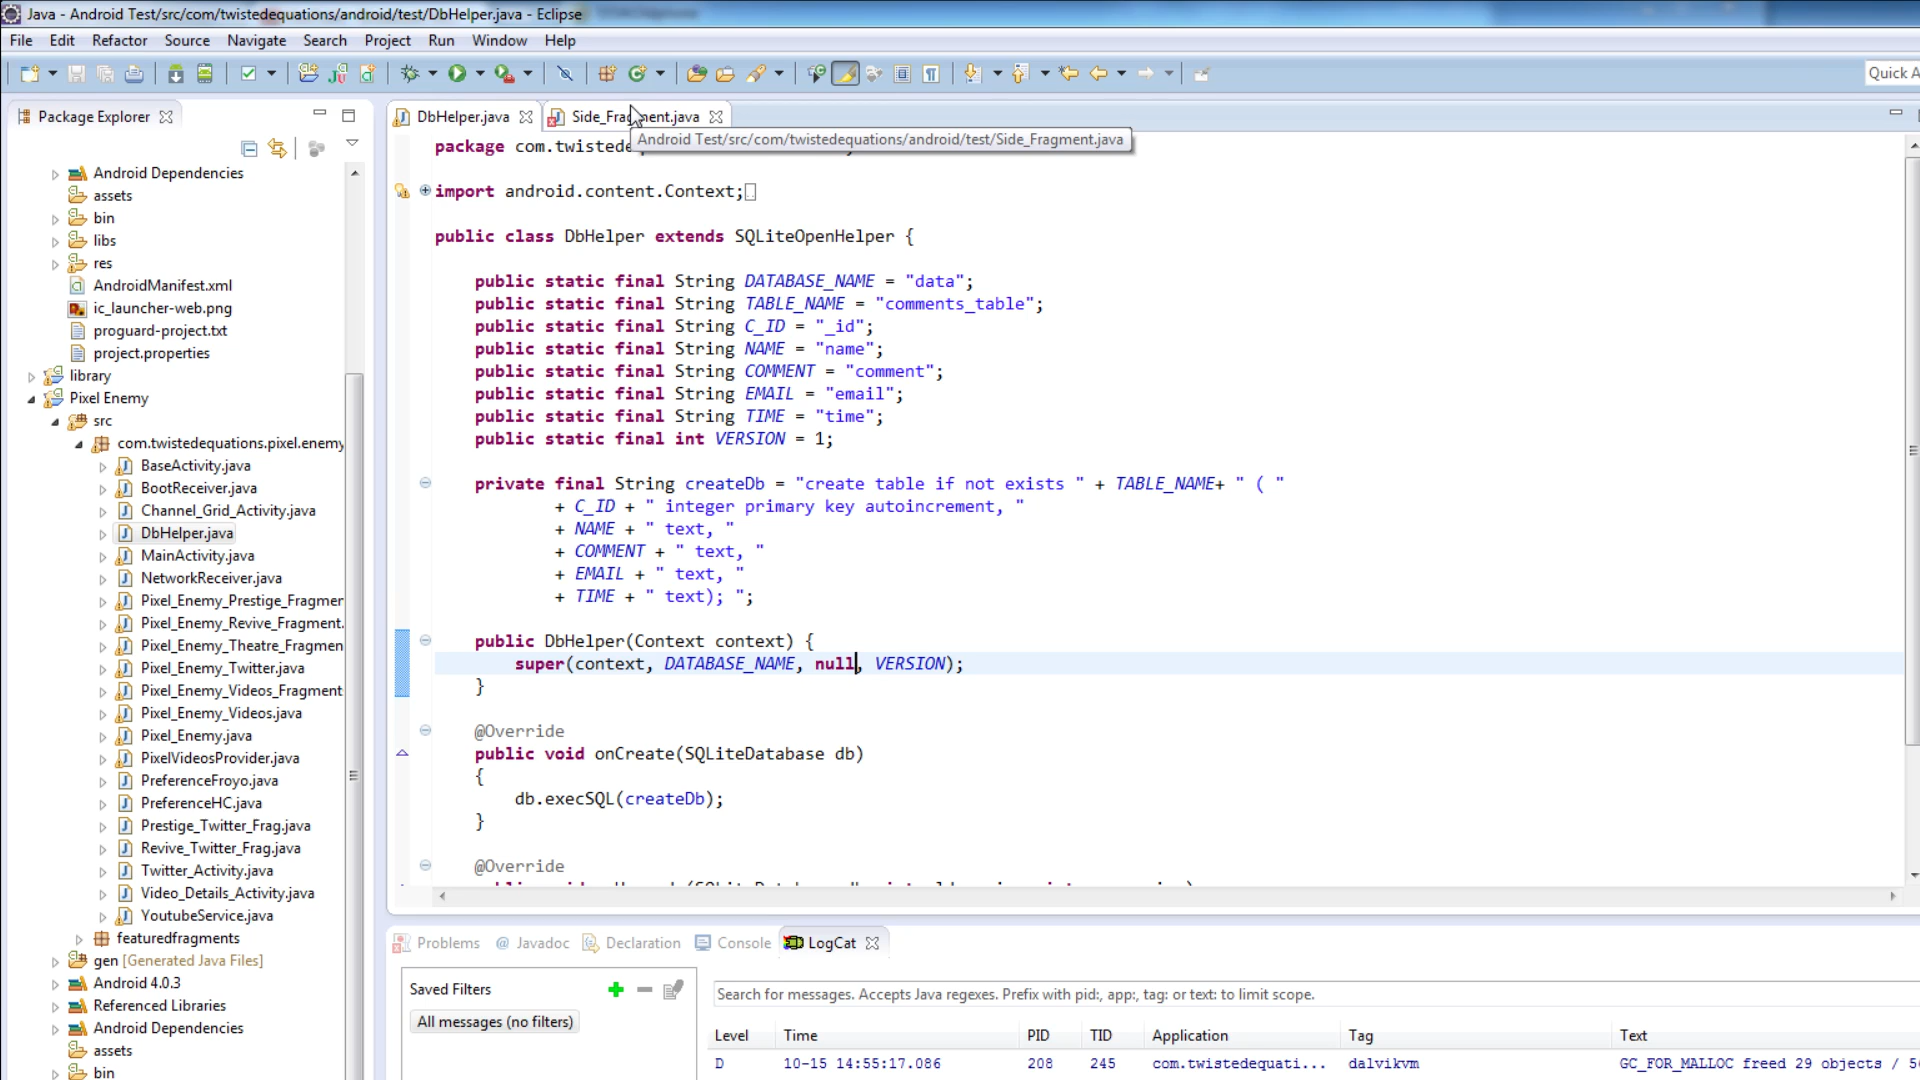 Java - Android Test/src/com/twistedequations/android/test/DbHelper.java - Eclipse
File Edit Refactor Source Navigate Search Project Run Window Help
Quick A
Package Explorer
DbHelper.java
Side_Fragment.java
Android Test/src/com/twistedequations/android/test/Side_Fragment.java
Android Dependencies
assets
bin
libs
res
AndroidManifest.xml
ic_launcher-web.png
proguard-project.txt
project.properties
library
Pixel Enemy
src
com.twistedequations.pixel.enemy
BaseActivity.java
BootReceiver.java
Channel_Grid_Activity.java
DbHelper.java
MainActivity.java
NetworkReceiver.java
Pixel_Enemy_Prestige_Fragmen
Pixel_Enemy_Revive_Fragment.
Pixel_Enemy_Theatre_Fragmen
Pixel_Enemy_Twitter.java
Pixel_Enemy_Videos_Fragment
Pixel_Enemy_Videos.java
Pixel_Enemy.java
PixelVideosProvider.java
PreferenceFroyo.java
PreferenceHC.java
Prestige_Twitter_Frag.java
Revive_Twitter_Frag.java
Twitter_Activity.java
Video_Details_Activity.java
YoutubeService.java
featuredfragments
gen [Generated Java Files]
Android 4.0.3
Referenced Libraries
Android Dependencies
assets
bin
package com.twisted
import android.content.Context;
public class DbHelper extends SQLiteOpenHelper {
public static final String DATABASE_NAME = "data";
public static final String TABLE_NAME = "comments_table";
public static final String C_ID = "_id";
public static final String NAME = "name";
public static final String COMMENT = "comment";
public static final String EMAIL = "email";
public static final String TIME = "time";
public static final int VERSION = 1;
private final String createDb = "create table if not exists " + TABLE_NAME+ " ( "
+ C_ID + " integer primary key autoincrement, "
+ NAME + " text, "
+ COMMENT + " text, "
+ EMAIL + " text, "
+ TIME + " text); ";
public DbHelper(Context context) {
super(context, DATABASE_NAME, null, VERSION);
}
@Override
public void onCreate(SQLiteDatabase db)
{
db.execSQL(createDb);
}
@Override
Problems @ Javadoc Declaration Console LogCat
Saved Filters
All messages (no filters)
Search for messages. Accepts Java regexes. Prefix with pid:, app:, tag: or text: to limit scope.
Level Time PID TID Application Tag Text
D 10-15 14:55:17.086 208 245 com.twistedequati... dalvikvm GC_FOR_MALLOC freed 29 objects / 5